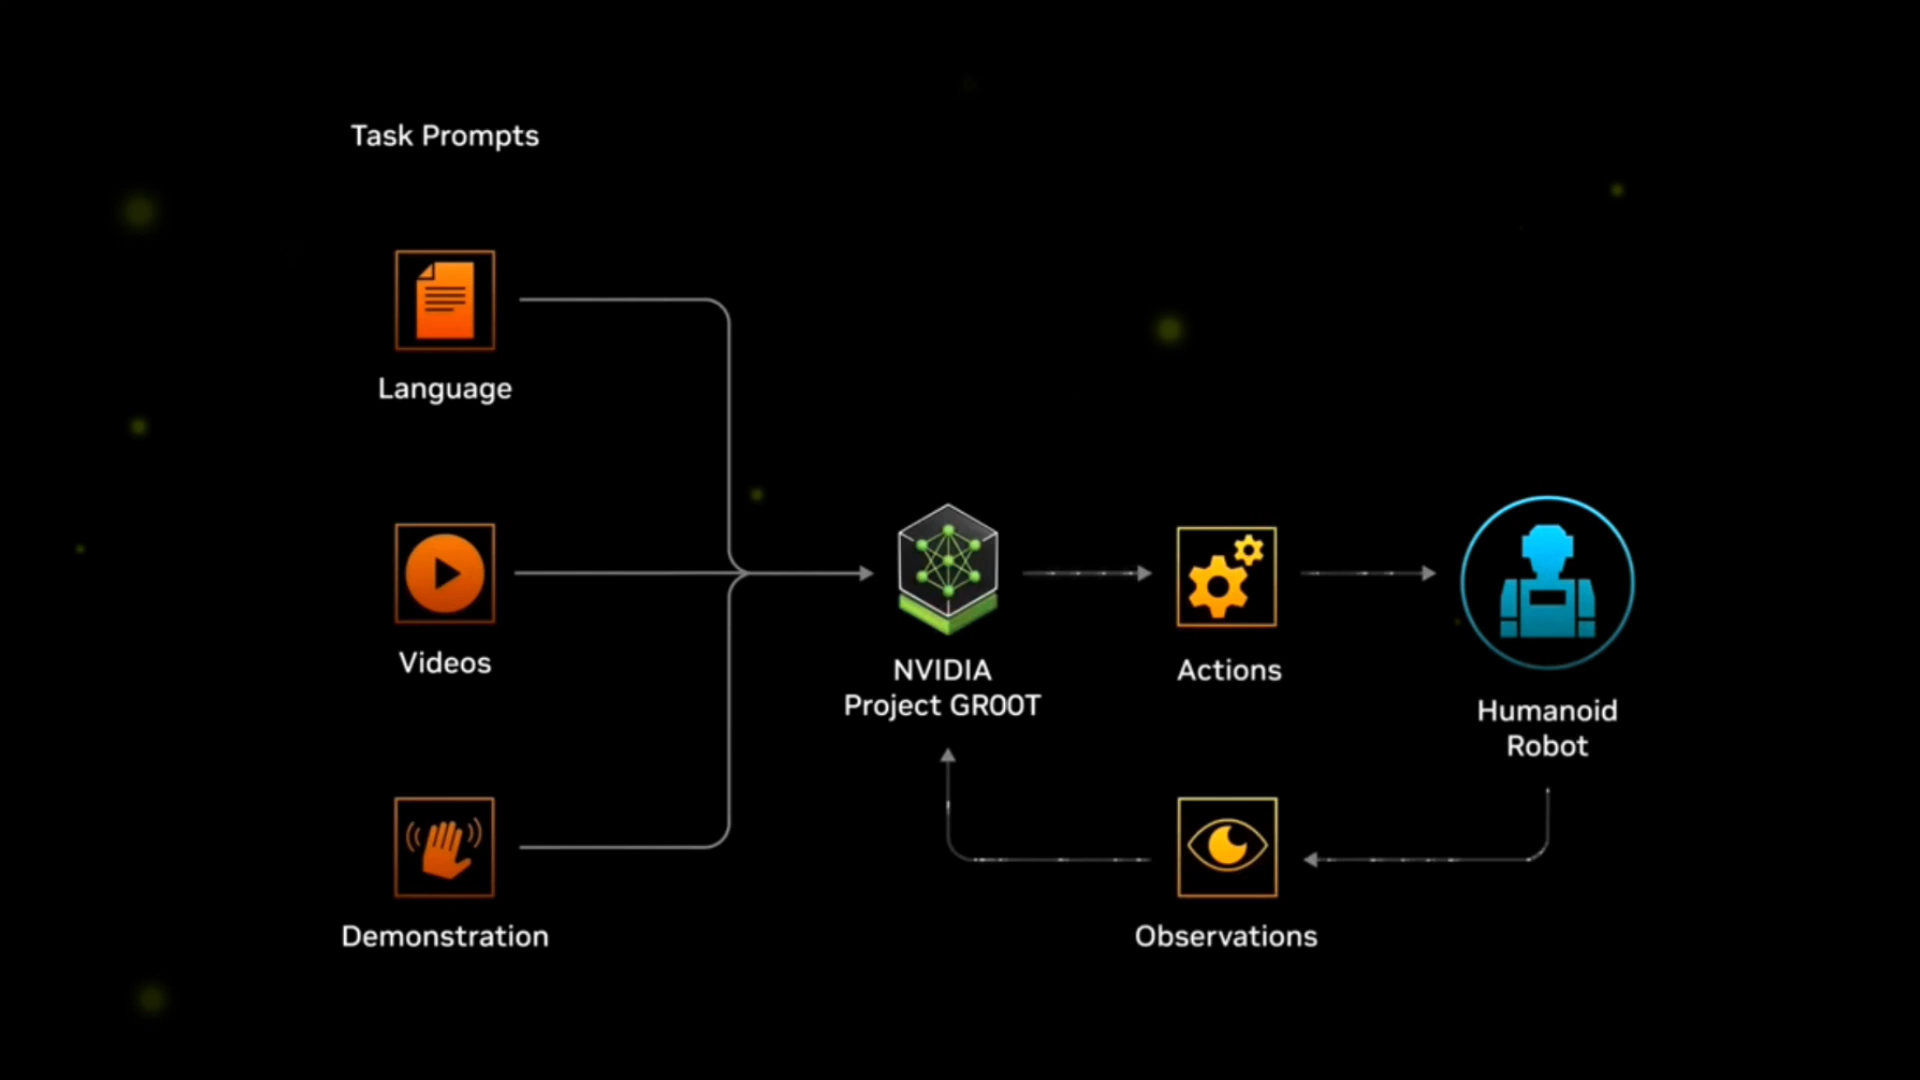 Task Prompts
Language
Videos
Demonstration
NVIDIA
Project GR00T
Actions
Humanoid
Robot
Observations